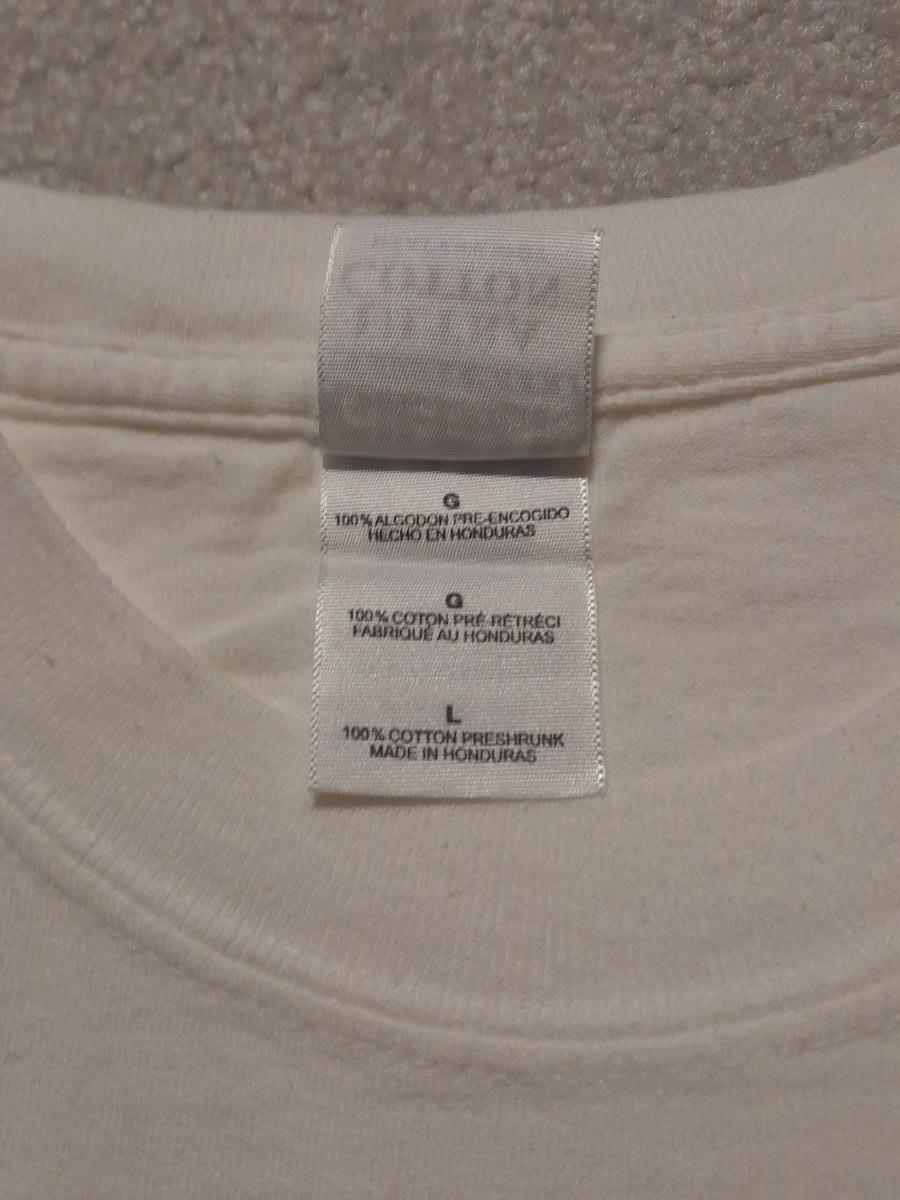 COTTON
G
100% ALGODON PRE-ENCOGIDO
HECHO EN HONDURAS
G
100% COTON PRÉ-RÉTRÉCI
FABRIQUÉ AU HONDURAS
L
100% COTTON PRESHRUNK
MADE IN HONDURAS